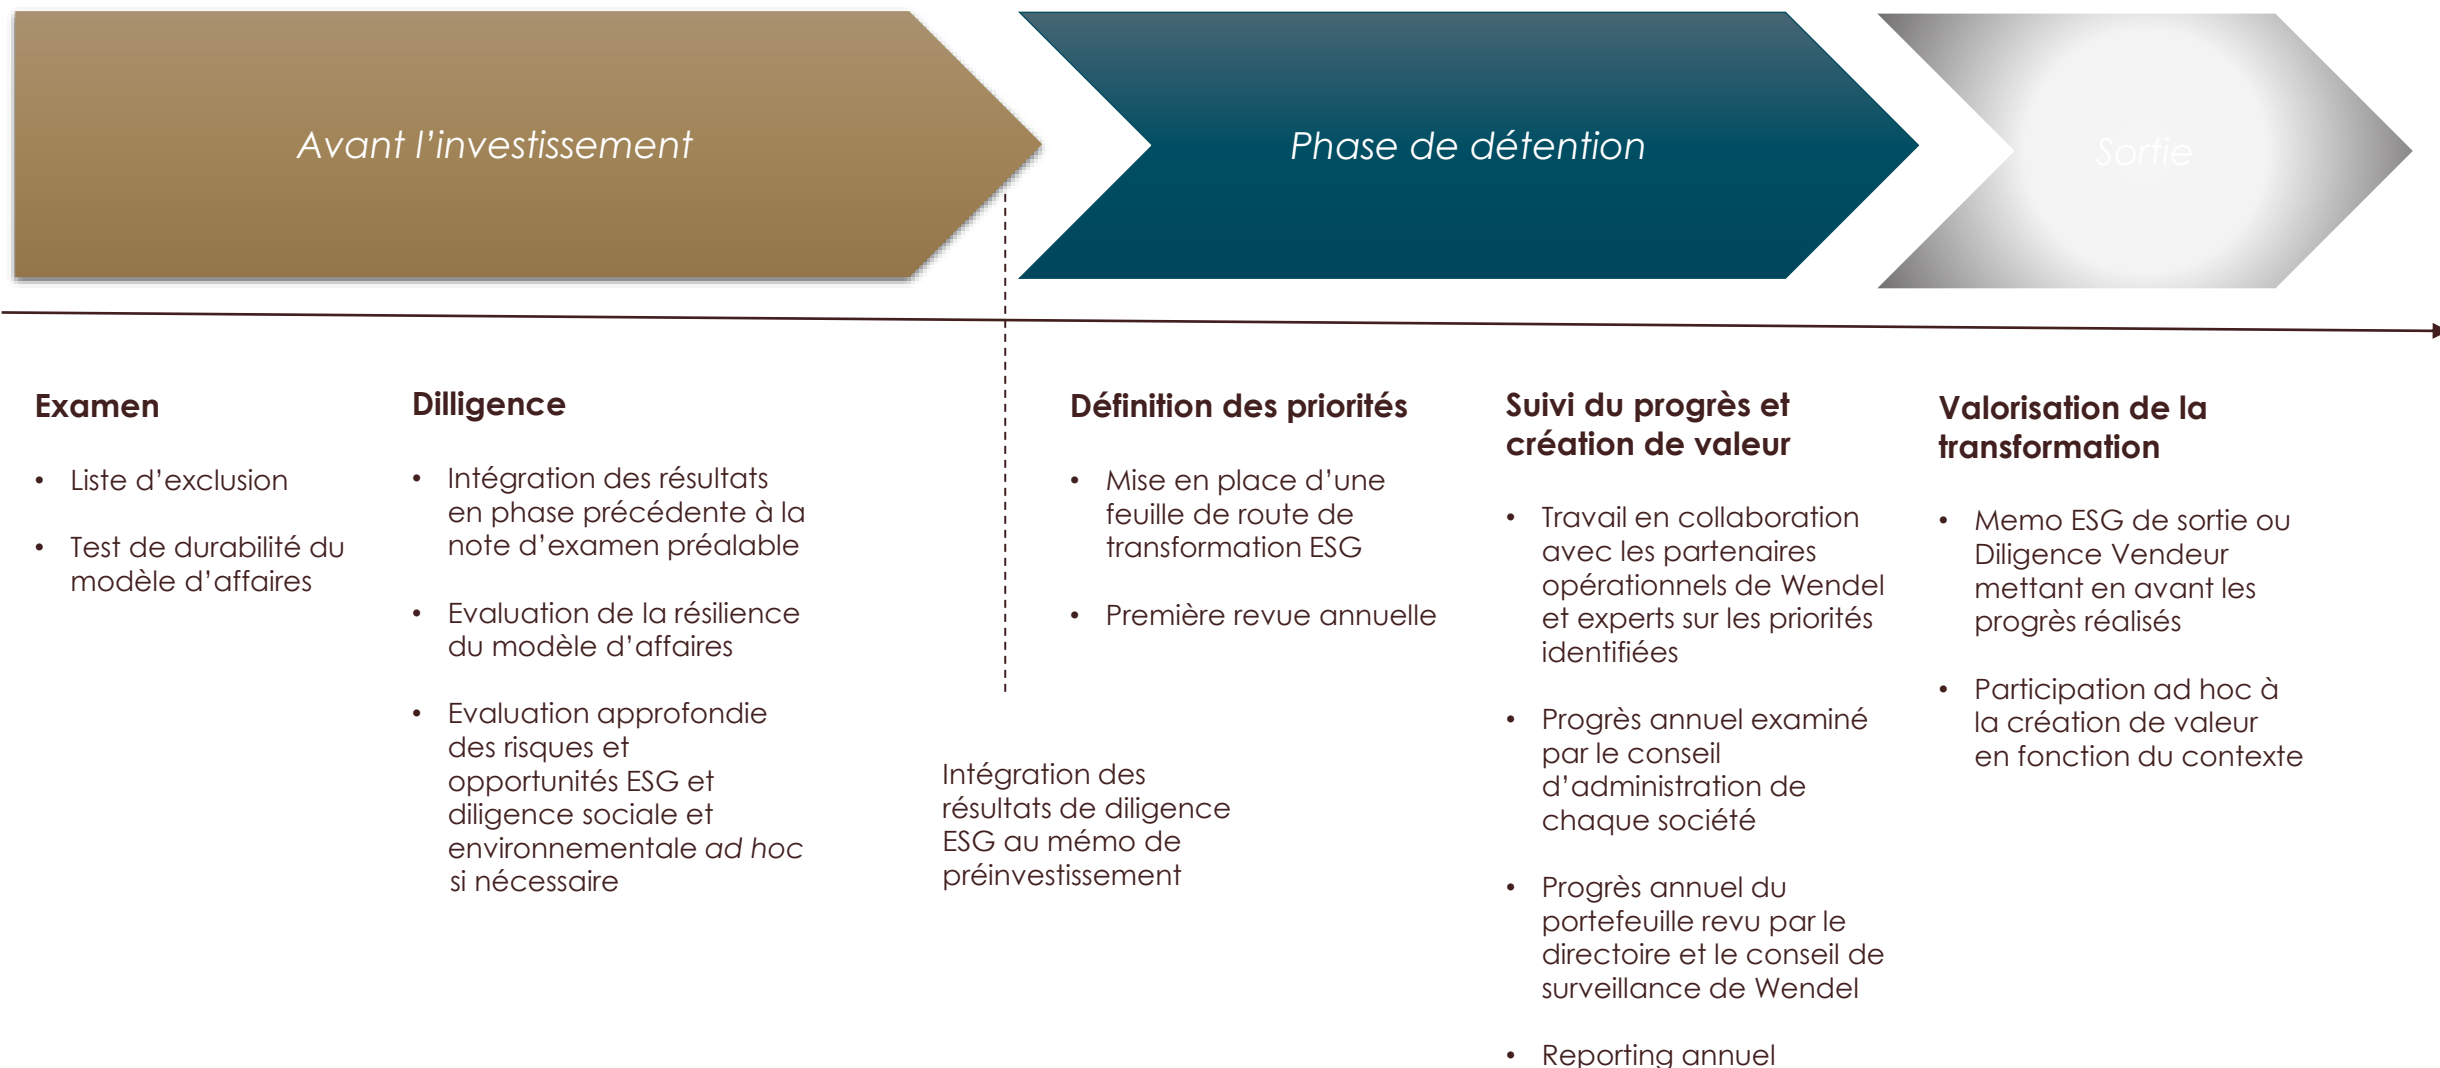 Avant l’investissement
Phase de détention
Sortie
Examen
• Liste d’exclusion
• Test de durabilité du
modèle d’affaires
Dilligence
• Intégration des résultats
en phase précédente à la
note d’examen préalable
• Evaluation de la résilience
du modèle d’affaires
• Evaluation approfondie
des risques et
opportunités ESG et
diligence sociale et
environnementale ad hoc
si nécessaire
Intégration des
résultats de diligence
ESG au mémo de
préinvestissement
Définition des priorités
• Mise en place d’une
feuille de route de
transformation ESG
• Première revue annuelle
Suivi du progrès et
création de valeur
• Travail en collaboration
avec les partenaires
opérationnels de Wendel
et experts sur les priorités
identifiées
• Progrès annuel examiné
par le conseil
d’administration de
chaque société
• Progrès annuel du
portefeuille revu par le
directoire et le conseil de
surveillance de Wendel
• Reporting annuel
Valorisation de la
transformation
• Memo ESG de sortie ou
Diligence Vendeur
mettant en avant les
progrès réalisés
• Participation ad hoc à
la création de valeur
en fonction du contexte